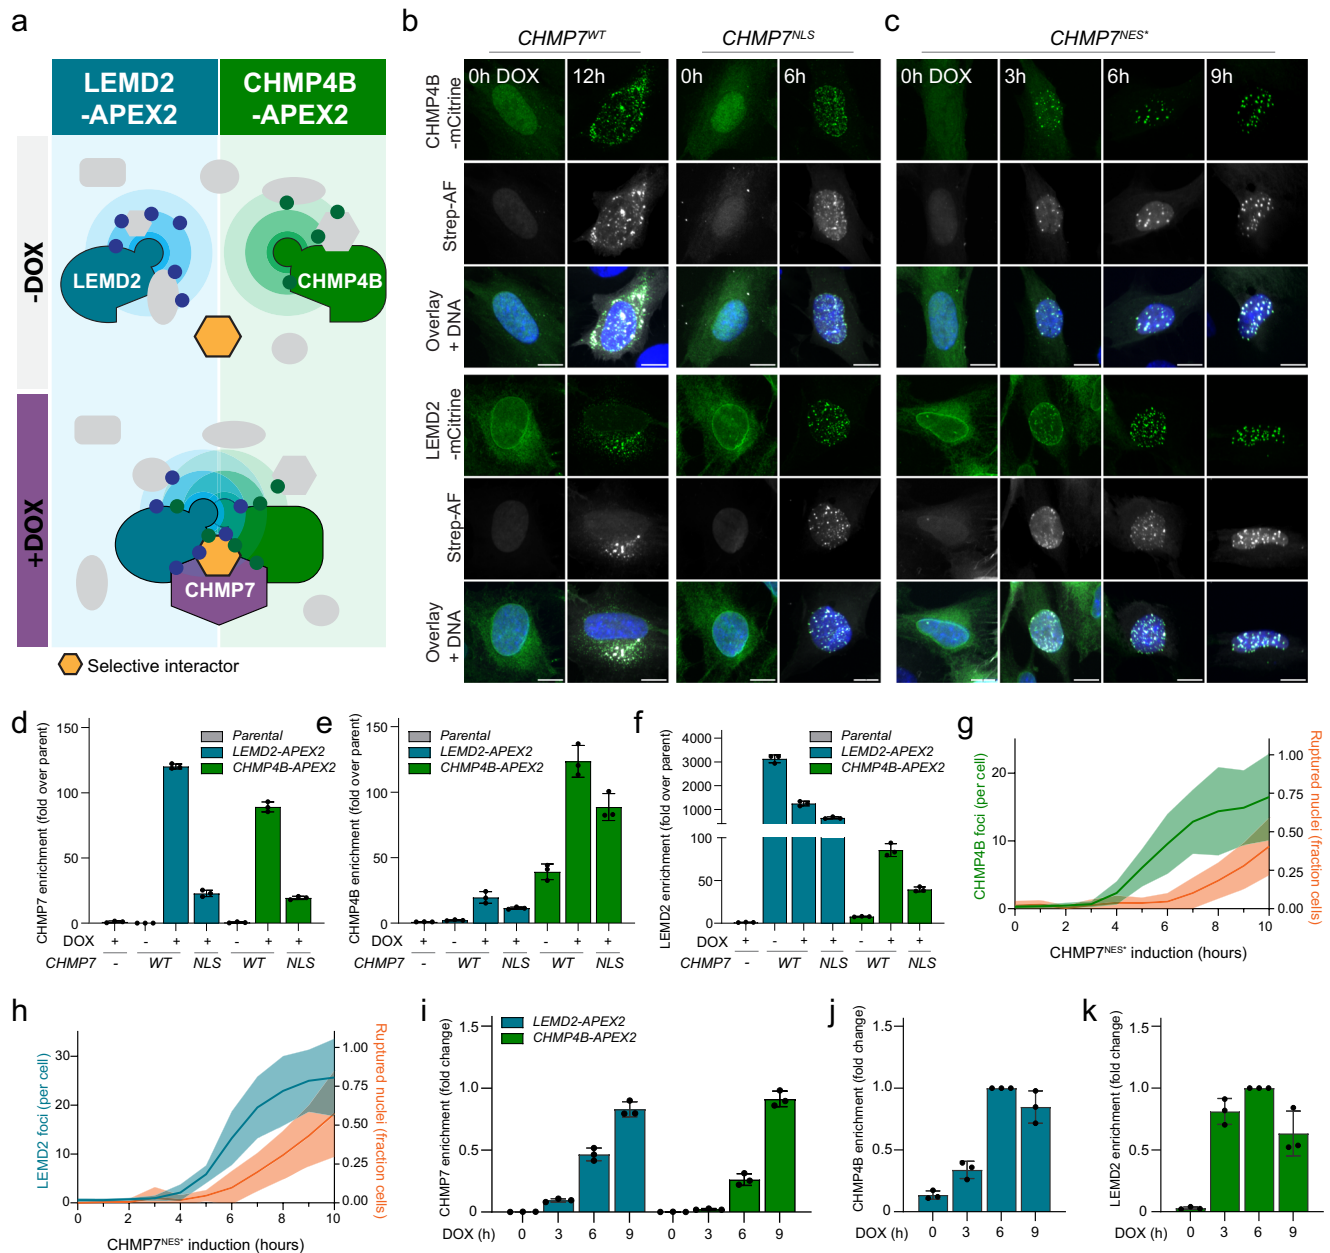 a
LEMD2
-APEX2
CHMP4B
-APEX2
-DOX
LEMD2
CHMP4B
+DOX
CHMP7
Selective interactor
b
CHMP7WT
CHMP7NLS
0h DOX
12h
0h
6h
CHMP4B
-mCitrine
Strep-AF
Overlay
+ DNA
LEMD2
-mCitrine
Strep-AF
Overlay
+ DNA
c
CHMP7NES*
0h DOX
3h
6h
9h
d
CHMP7 enrichment (fold over parent)
150
100
50
0
Parental
LEMD2-APEX2
CHMP4B-APEX2
DOX + - + + - + +
CHMP7 - WT NLS WT NLS
e
CHMP4B enrichment (fold over parent)
150
100
50
0
Parental
LEMD2-APEX2
CHMP4B-APEX2
DOX + - + + - + +
CHMP7 - WT NLS WT NLS
f
LEMD2 enrichment (fold over parent)
4000
3000
2000
1000
100
50
0
Parental
LEMD2-APEX2
CHMP4B-APEX2
DOX + - + + - + +
CHMP7 - WT NLS WT NLS
g
CHMP4B foci (per cell)
20
10
0
Ruptured nuclei (fraction cells)
1.00
0.75
0.50
0.25
0.00
0 2 4 6 8 10
CHMP7NES* induction (hours)
h
LEMD2 foci (per cell)
30
20
10
0
Ruptured nuclei (fraction cells)
1.00
0.75
0.50
0.25
0.00
0 2 4 6 8 10
CHMP7NES* induction (hours)
i
CHMP7 enrichment (fold change)
1.5
1
0.5
0
LEMD2-APEX2
CHMP4B-APEX2
DOX (h) 0 3 6 9 0 3 6 9
j
CHMP4B enrichment (fold change)
1.5
1.0
0.5
0
DOX (h) 0 3 6 9
k
LEMD2 enrichment (fold change)
1.5
1.0
0.5
0
DOX (h) 0 3 6 9